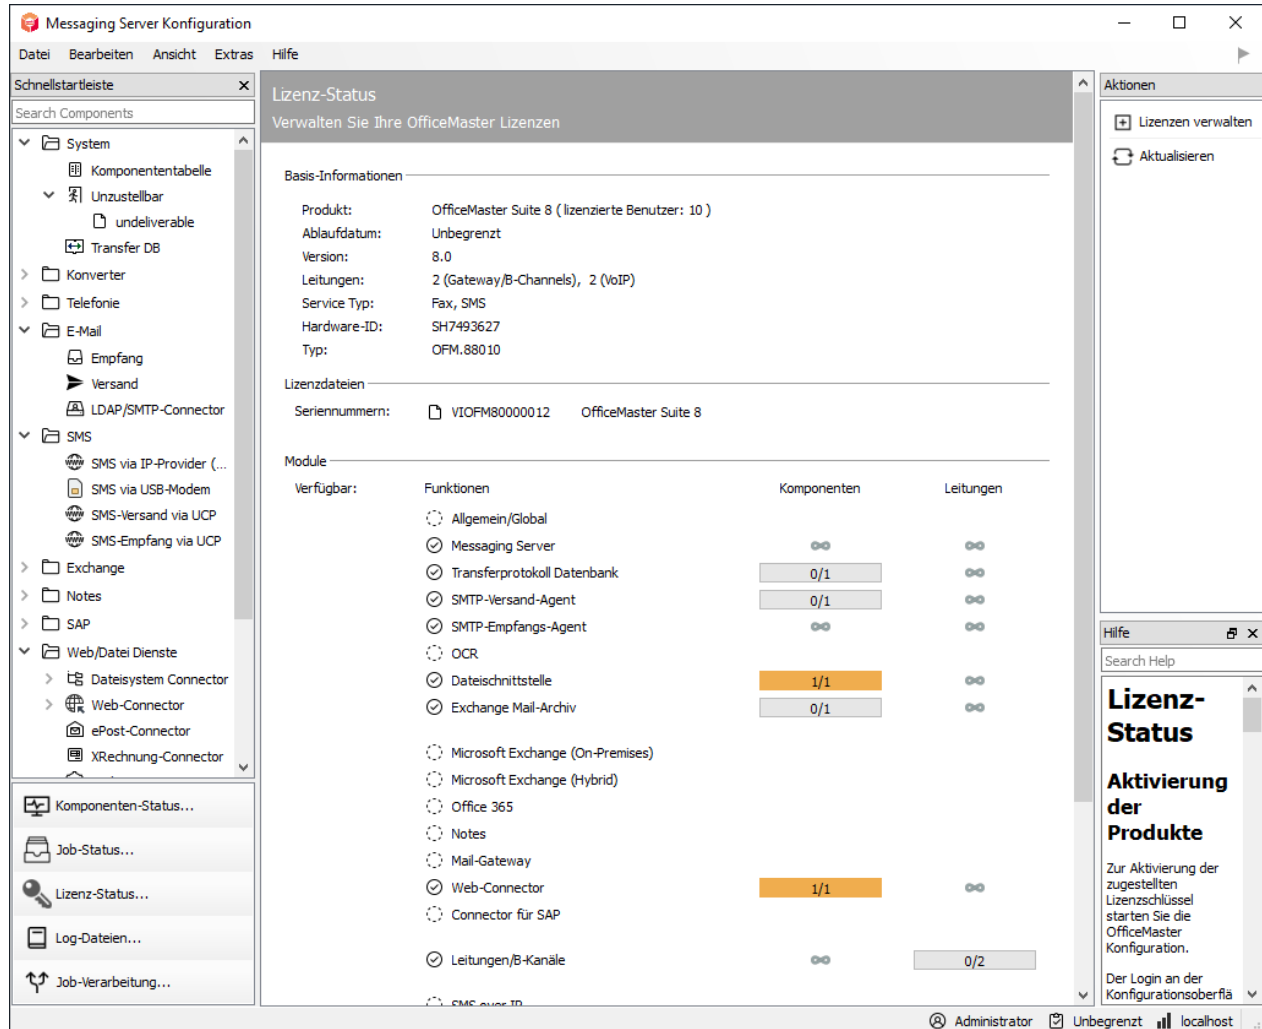 Messaging Server Konfiguration
Datei Bearbeiten Ansicht Extras Hilfe
Schnellstartleiste
Search Components
System
Komponententabelle
Unzustellbar
undeliverable
Transfer DB
Konverter
Telefonie
E-Mail
Empfang
Versand
LDAP/SMTP-Connector
SMS
SMS via IP-Provider (...
SMS via USB-Modem
SMS-Versand via UCP
SMS-Empfang via UCP
Exchange
Notes
SAP
Web/Datei Dienste
Dateisystem Connector
Web-Connector
ePost-Connector
XRechnung-Connector
Komponenten-Status...
Job-Status...
Lizenz-Status...
Log-Dateien...
Job-Verarbeitung...
Lizenz-Status
Verwalten Sie Ihre OfficeMaster Lizenzen
Basis-Informationen
Produkt: OfficeMaster Suite 8 ( lizenzierte Benutzer: 10 )
Ablaufdatum: Unbegrenzt
Version: 8.0
Leitungen: 2 (Gateway/B-Channels), 2 (VoIP)
Service Typ: Fax, SMS
Hardware-ID: SH7493627
Typ: OFM.88010
Lizenzdateien
Seriennummern: VIOFM80000012 OfficeMaster Suite 8
Module
Verfügbar: Funktionen Komponenten Leitungen
Allgemein/Global
Messaging Server
Transferprotokoll Datenbank 0/1
SMTP-Versand-Agent 0/1
SMTP-Empfangs-Agent
OCR
Dateischnittstelle 1/1
Exchange Mail-Archiv 0/1
Microsoft Exchange (On-Premises)
Microsoft Exchange (Hybrid)
Office 365
Notes
Mail-Gateway
Web-Connector 1/1
Connector für SAP
Leitungen/B-Kanäle 0/2
SMS over IP
Aktionen
Lizenzen verwalten
Aktualisieren
Hilfe
Search Help
Lizenz-
Status
Aktivierung
der
Produkte
Zur Aktivierung der
zugestellten
Lizenzschlüssel
starten Sie die
OfficeMaster
Konfiguration.
Der Login an der
Konfigurationsoberflä
Administrator Unbegrenzt localhost